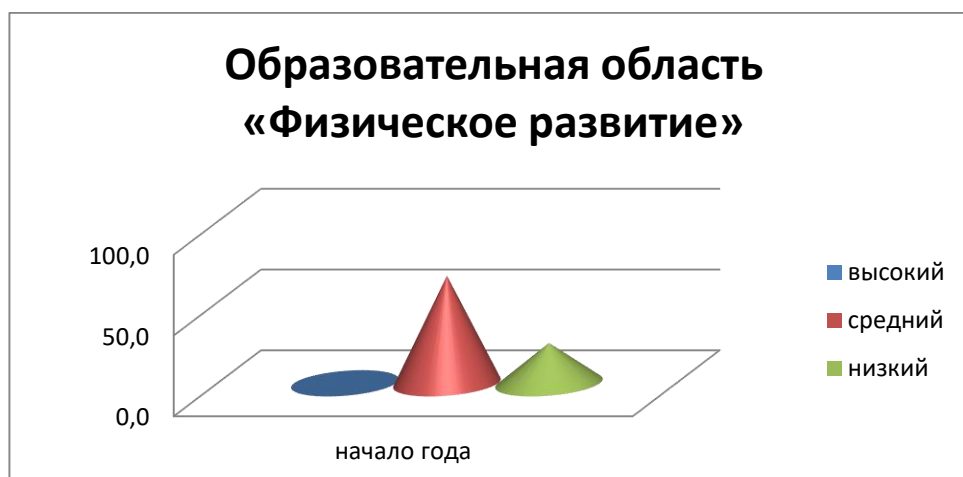 Образовательная область
«Физическое развитие»
100,0
50,0
0,0
начало года
высокий
средний
низкий